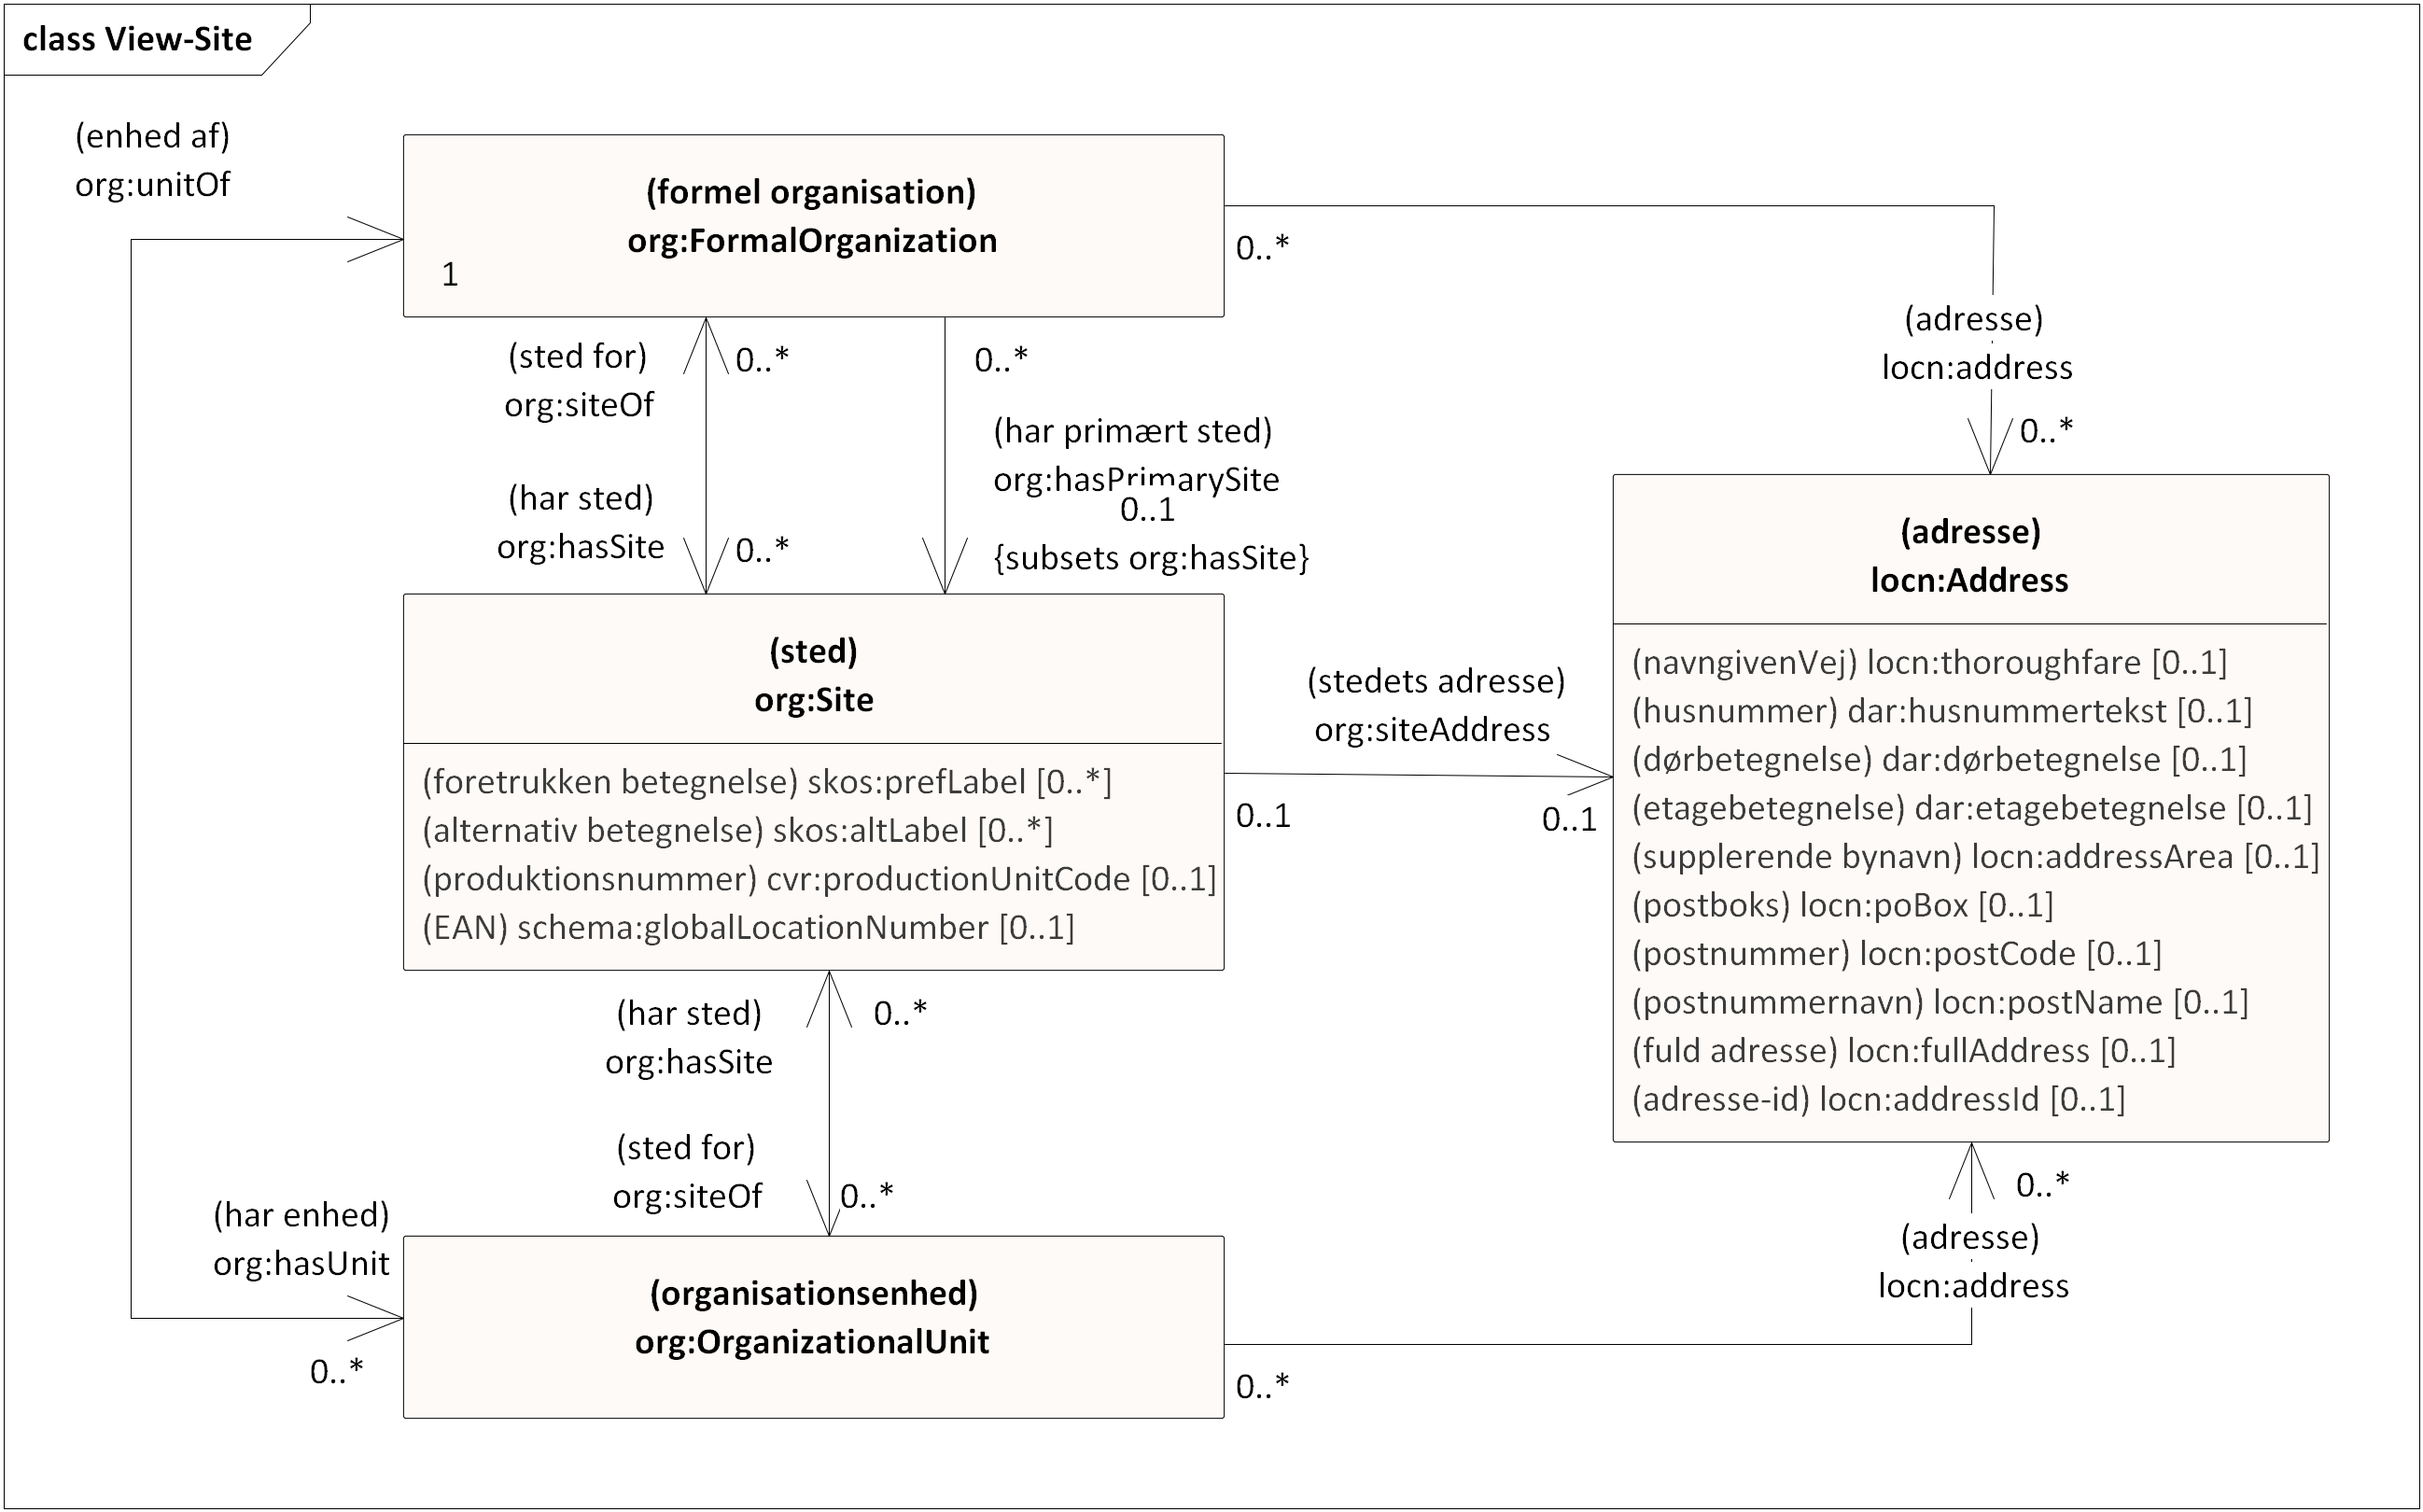 class View-Site
(enhed af)
org:unitOf
(formel organisation)
org:FormalOrganization
1
0..*
(adresse)
locn:address
0..*
(sted for)
org:siteOf
0..*
0..*
(har sted)
org:hasSite
0..*
(har primært sted)
org:hasPrimarySite
0..1
{subsets org:hasSite}
(sted)
org:Site
(foretrukken betegnelse) skos:prefLabel [0..*]
(alternativ betegnelse) skos:altLabel [0..*]
(produktionsnummer) cvr:productionUnitCode [0..1]
(EAN) schema:globalLocationNumber [0..1]
(stedets adresse)
org:siteAddress
0..1
0..1
(adresse)
locn:Address
(navngivenVej) locn:thoroughfare [0..1]
(husnummer) dar:husnummertekst [0..1]
(dørbetegnelse) dar:dørbetegnelse [0..1]
(etagebetegnelse) dar:etagebetegnelse [0..1]
(supplerende bynavn) locn:addressArea [0..1]
(postboks) locn:poBox [0..1]
(postnummer) locn:postCode [0..1]
(postnummernavn) locn:postName [0..1]
(fuld adresse) locn:fullAddress [0..1]
(adresse-id) locn:addressId [0..1]
(har sted)
org:hasSite
0..*
(sted for)
org:siteOf
0..*
(har enhed)
org:hasUnit
0..*
(organisationsenhed)
org:OrganizationalUnit
0..*
0..*
(adresse)
locn:address